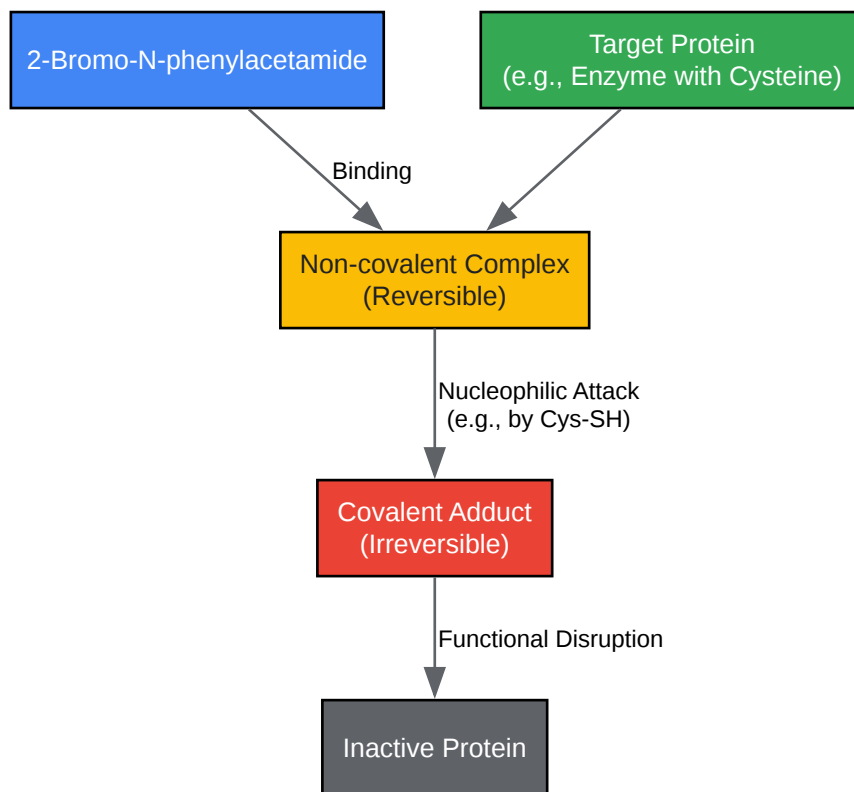 2-Bromo-N-phenylacetamide
Target Protein
(e.g., Enzyme with Cysteine)
Binding
Non-covalent Complex
(Reversible)
Nucleophilic Attack
(e.g., by Cys-SH)
Covalent Adduct
(Irreversible)
Functional Disruption
Inactive Protein